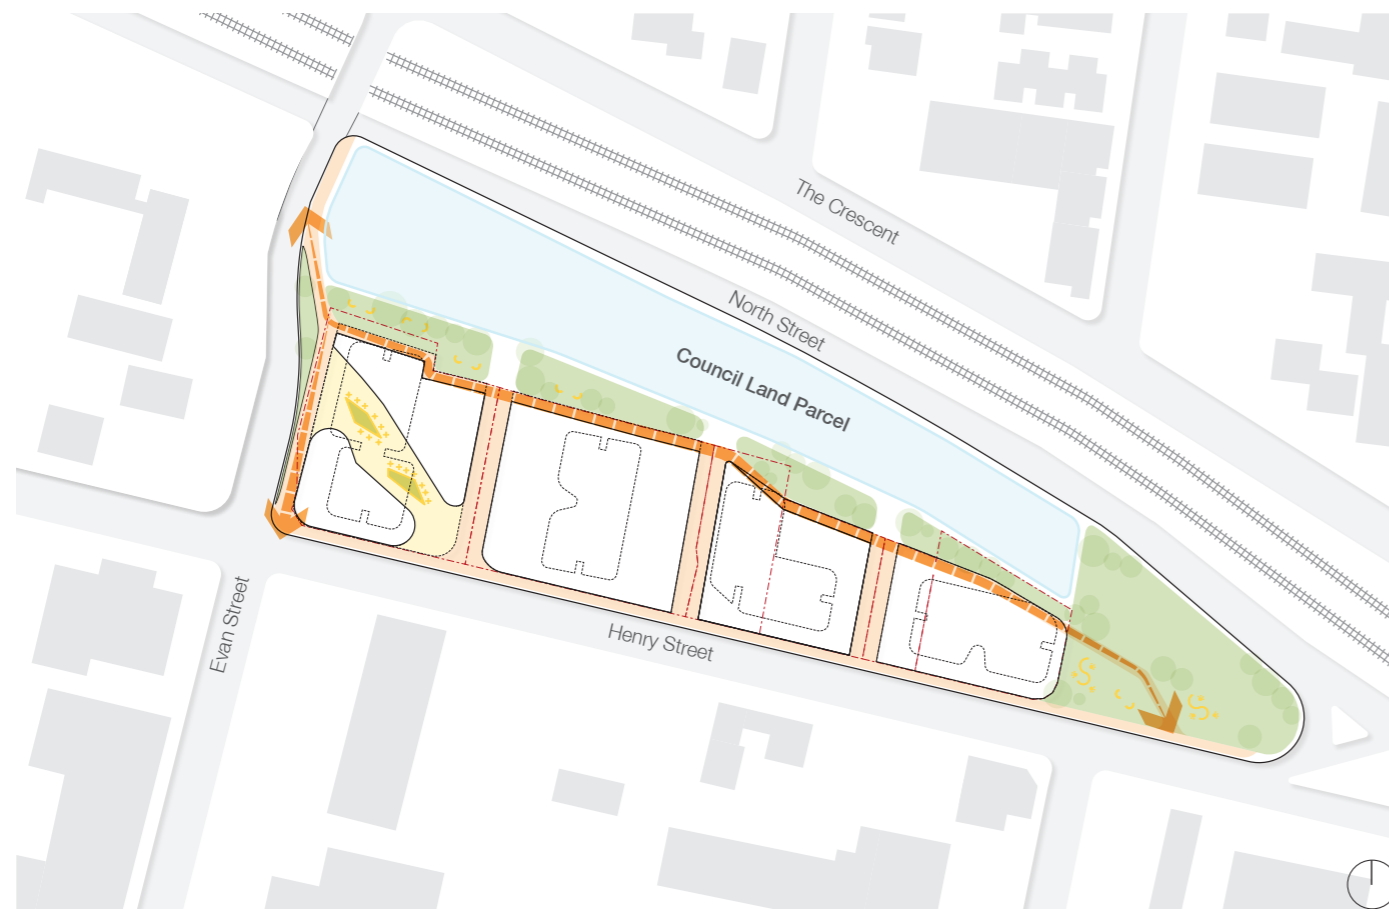 The Crescent
North Street
Council Land Parcel
Evan Street
Henry Street